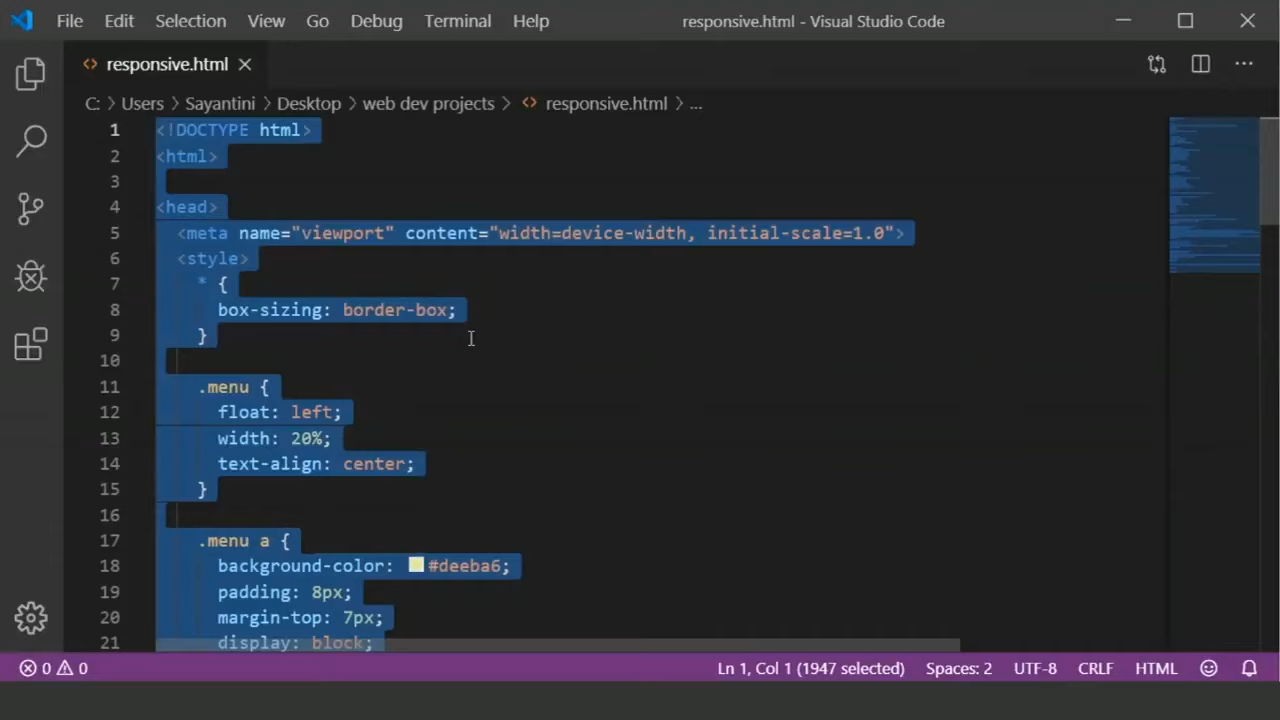 File Edit Selection View Go Debug Terminal Help responsive.html - Visual Studio Code
responsive.html
C: > Users > Sayantini > Desktop > web dev projects > responsive.html > ...
1 <!DOCTYPE html>
2 <html>
3
4 <head>
5 <meta name="viewport" content="width=device-width, initial-scale=1.0">
6 <style>
7 * {
8 box-sizing: border-box;
9 }
10
11 .menu {
12 float: left;
13 width: 20%;
14 text-align: center;
15 }
16
17 .menu a {
18 background-color: #deeba6;
19 padding: 8px;
20 margin-top: 7px;
21 display: block;
0 0 Ln 1, Col 1 (1947 selected) Spaces: 2 UTF-8 CRLF HTML